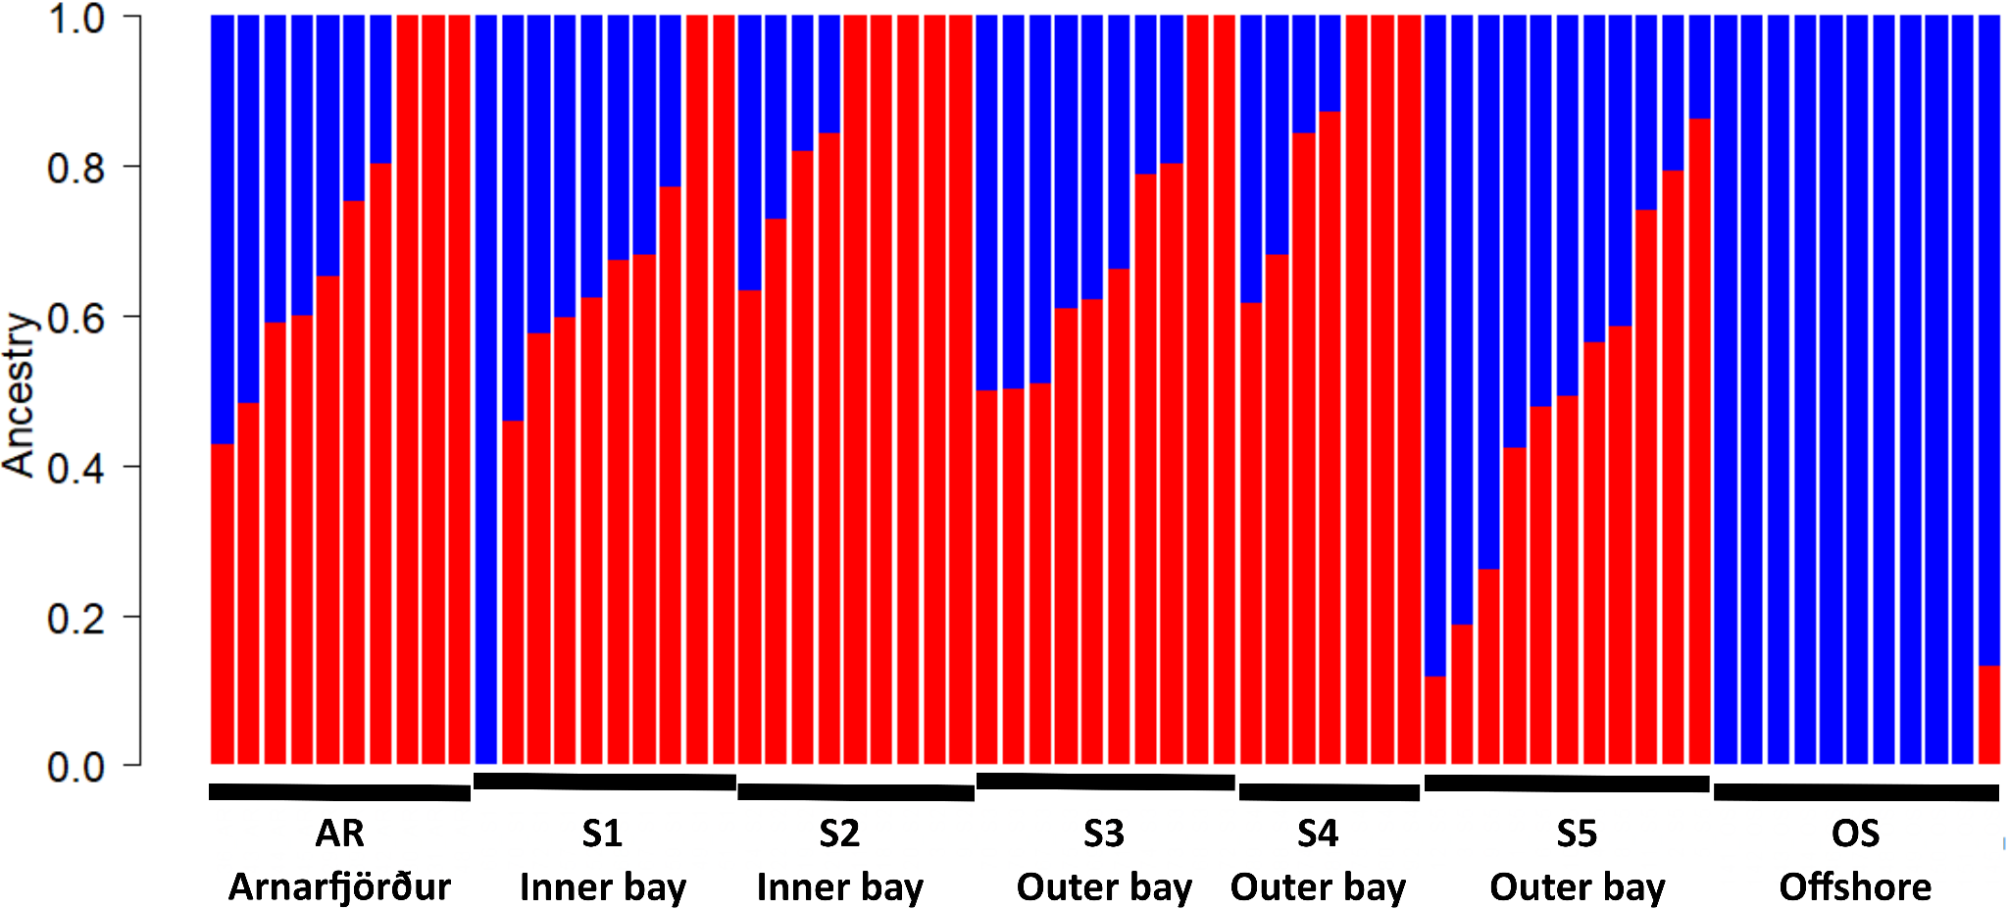 1.0
0.8
0.6
0.4
0.2
0.0
Ancestry
AR
Arnarfjörður
S1
Inner bay
S2
Inner bay
S3
Outer bay
S4
Outer bay
S5
Outer bay
OS
Offshore